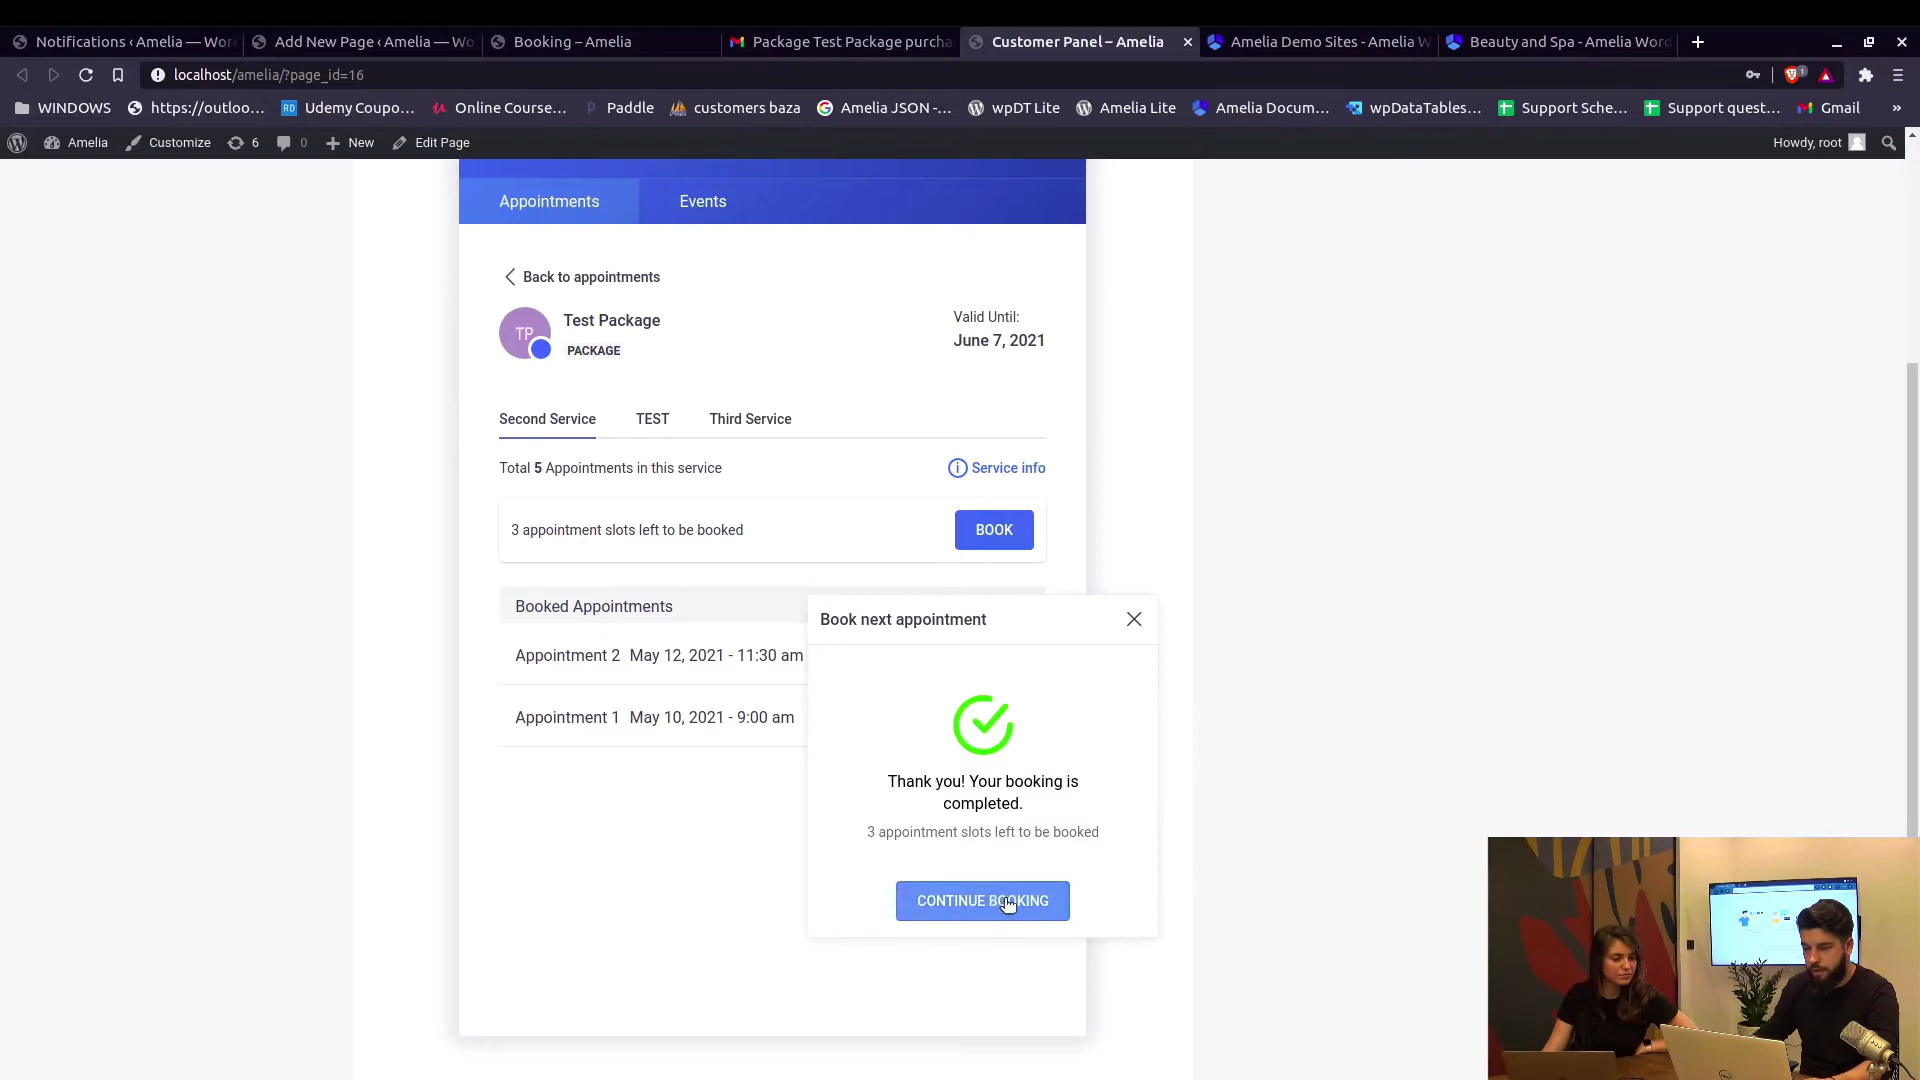 Notifications ‹ Amelia — Wor
Add New Page ‹ Amelia — Wo
Booking – Amelia
Package Test Package purcha
Customer Panel – Amelia
Amelia Demo Sites - Amelia W
Beauty and Spa - Amelia Word
localhost/amelia/?page_id=16
1
WINDOWS
https://outloo...
RD
Udemy Coupo...
Online Course...
Paddle
customers baza
Amelia JSON -...
wpDT Lite
Amelia Lite
Amelia Docum...
wpDataTables...
Support Sche...
Support quest...
Gmail
»
Amelia
Customize
6
0
New
Edit Page
Howdy, root
Appointments
Events
Back to appointments
TP
Test Package
PACKAGE
Valid Until:
June 7, 2021
Second Service
TEST
Third Service
Total 5 Appointments in this service
Service info
3 appointment slots left to be booked
BOOK
Booked Appointments
Appointment 2 May 12, 2021 - 11:30 am
Appointment 1 May 10, 2021 - 9:00 am
Book next appointment
Thank you! Your booking is
completed.
3 appointment slots left to be booked
CONTINUE BOOKING